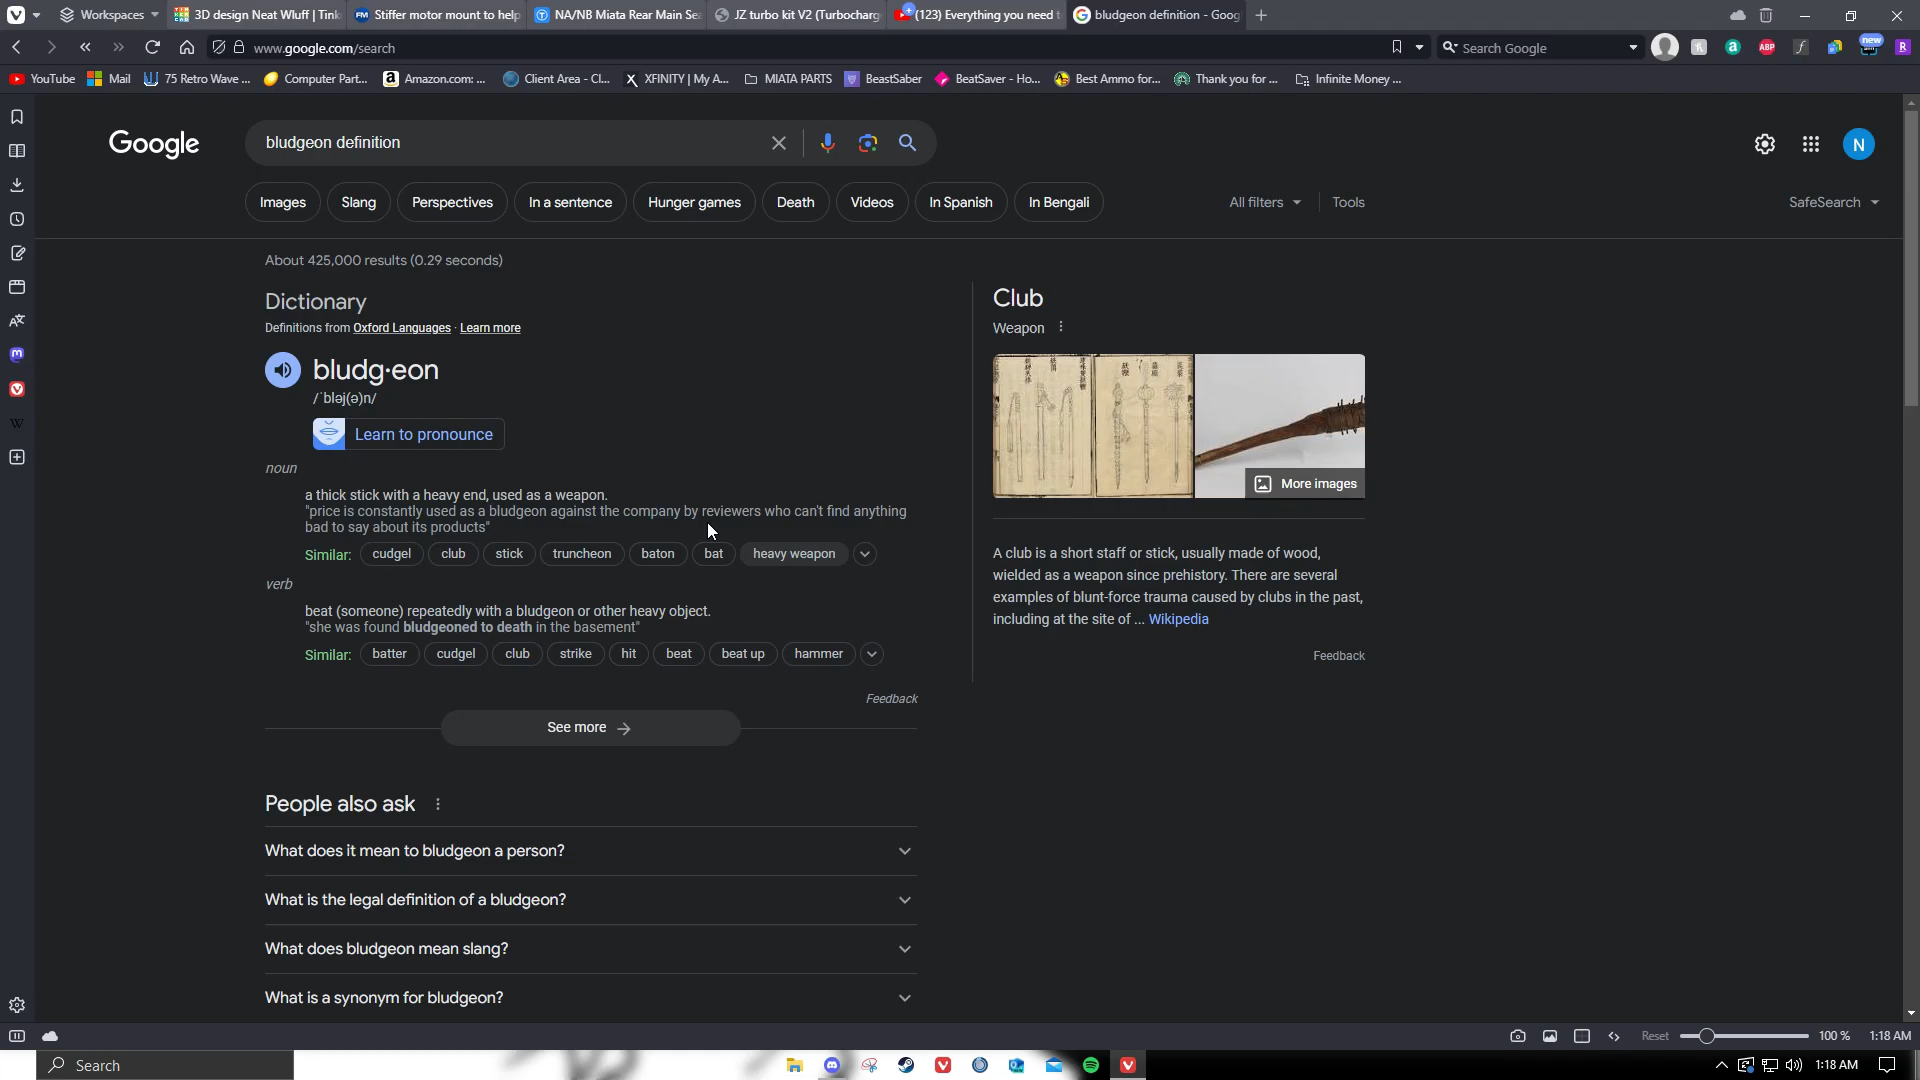 Workspaces
3D design Neat Wluff | Tink
FM Stiffer motor mount to help
NA/NB Miata Rear Main Se
JZ turbo kit V2 (Turbocharg
(123) Everything you need t
bludgeon definition - Goog
www.google.com/search
Search Google
ABP
new
YouTube
Mail
75 Retro Wave ...
Computer Part...
Amazon.com: ...
Client Area - Cl...
XFINITY | My A...
MIATA PARTS
BeastSaber
BeatSaver - Ho...
Best Ammo for...
Thank you for ...
Infinite Money ...
Google
bludgeon definition
N
Images
Slang
Perspectives
In a sentence
Hunger games
Death
Videos
In Spanish
In Bengali
All filters
Tools
SafeSearch
About 425,000 results (0.29 seconds)
Dictionary
Definitions from Oxford Languages · Learn more
bludg·eon
/ˈbləj(ə)n/
Learn to pronounce
noun
a thick stick with a heavy end, used as a weapon.
"price is constantly used as a bludgeon against the company by reviewers who can't find anything
bad to say about its products"
Similar: cudgel club stick truncheon baton bat heavy weapon
verb
beat (someone) repeatedly with a bludgeon or other heavy object.
"she was found bludgeoned to death in the basement"
Similar: batter cudgel club strike hit beat beat up hammer
Feedback
See more
Club
Weapon
More images
A club is a short staff or stick, usually made of wood,
wielded as a weapon since prehistory. There are several
examples of blunt-force trauma caused by clubs in the past,
including at the site of ... Wikipedia
Feedback
People also ask
What does it mean to bludgeon a person?
What is the legal definition of a bludgeon?
What does bludgeon mean slang?
What is a synonym for bludgeon?
Reset
100 %
1:18 AM
Search
1:18 AM